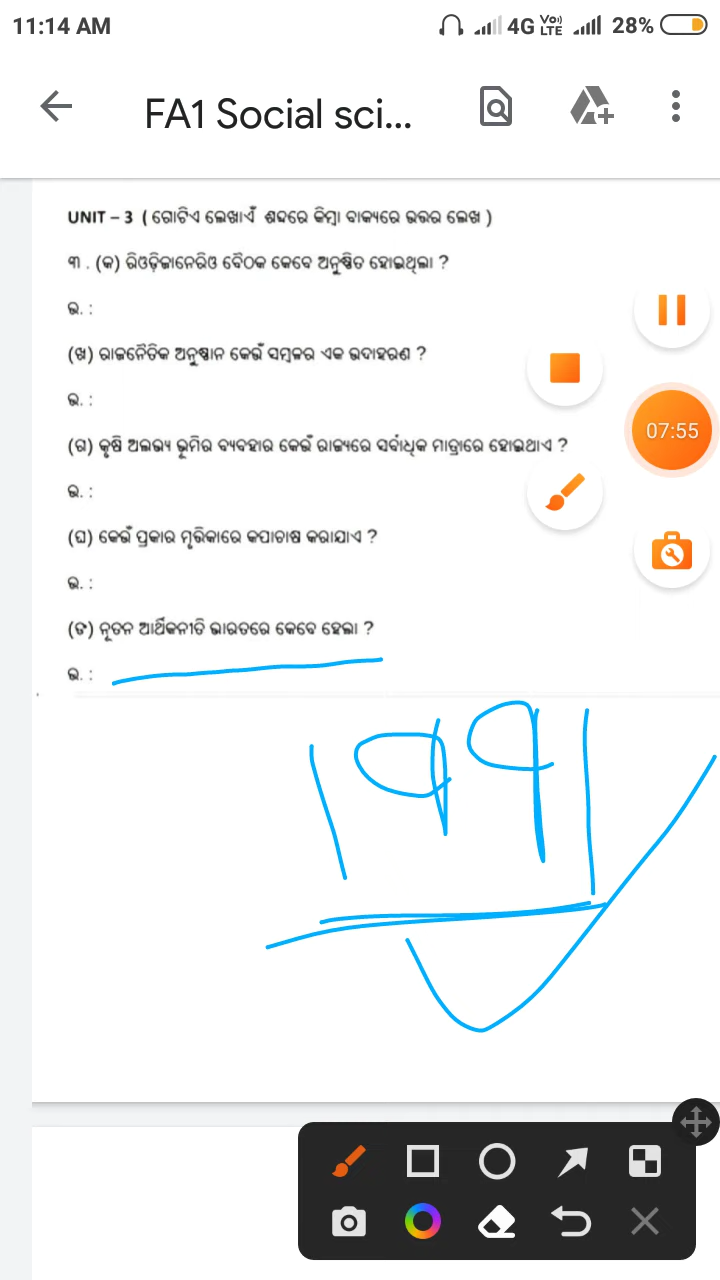 11:14 AM 4G Vo) LTE 28%
FA1 Social sci...
UNIT – 3 ( ଗୋଟିଏ ଲେଖାଏଁ ଶବ୍ଦରେ କିମ୍ବା ବାକ୍ୟରେ ଉତ୍ତର ଲେଖ )
୩ . (କ) ରିଓଡ଼ିଜାନେରିଓ ବୈଠକ କେବେ ଅନୁଷ୍ଠିତ ହୋଇଥିଲା ?
ଉ. :
(ଖ) ରାଜନୈତିକ ଅନୁଷ୍ଠାନ କେଉଁ ସମ୍ବଳର ଏକ ଉଦାହରଣ ?
ଉ. :
(ଗ) କୃଷି ଅଲଭ୍ୟ ଭୂମିର ବ୍ୟବହାର କେଉଁ ରାଜ୍ୟରେ ସର୍ବାଧିକ ମାତ୍ରାରେ ହୋଇଥାଏ ?
ଉ. :
(ଘ) କେଉଁ ପ୍ରକାର ମୃତ୍ତିକାରେ କପାଚାଷ କରାଯାଏ ?
ଉ. :
(ଙ) ନୂତନ ଆର୍ଥିକନୀତି ଭାରତରେ କେବେ ହେଲା ?
ଉ. :
1991
07:55